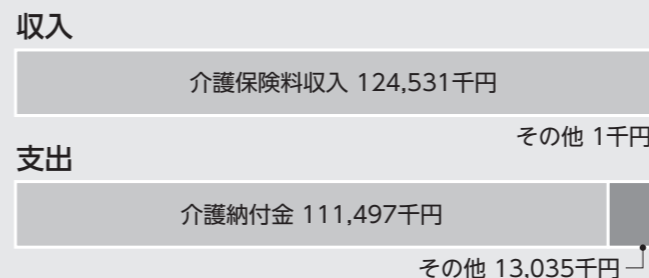 収入
介護保険料収入 124,531千円
その他 1千円
支出
介護納付金 111,497千円
その他 13,035千円